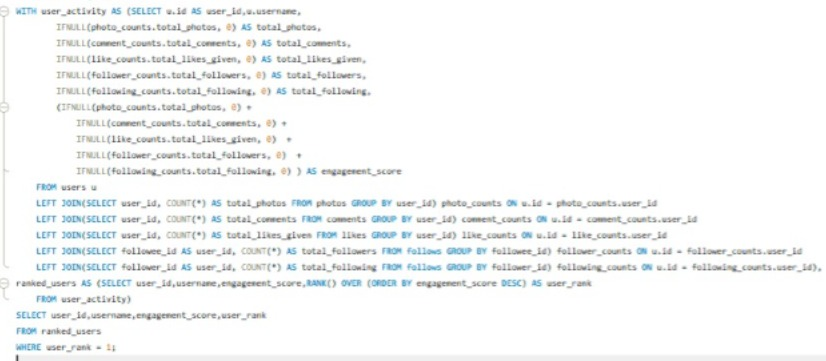 WITH user_activity AS (SELECT u.id AS user_id,u.username,
IFNULL(photo_counts.total_photos, 0) AS total_photos,
IFNULL(comment_counts.total_comments, 0) AS total_comments,
IFNULL(like_counts.total_likes_given, 0) AS total_likes_given,
IFNULL(follower_counts.total_followers, 0) AS total_followers,
IFNULL(following_counts.total_following, 0) AS total_following,
(IFNULL(photo_counts.total_photos, 0) +
IFNULL(comment_counts.total_comments, 0) +
IFNULL(like_counts.total_likes_given, 0) +
IFNULL(follower_counts.total_followers, 0) +
IFNULL(following_counts.total_following, 0) ) AS engagement_score
FROM users u
LEFT JOIN(SELECT user_id, COUNT(*) AS total_photos FROM photos GROUP BY user_id) photo_counts ON u.id = photo_counts.user_id
LEFT JOIN(SELECT user_id, COUNT(*) AS total_comments FROM comments GROUP BY user_id) comment_counts ON u.id = comment_counts.user_id
LEFT JOIN(SELECT user_id, COUNT(*) AS total_likes_given FROM likes GROUP BY user_id) like_counts ON u.id = like_counts.user_id
LEFT JOIN(SELECT followee_id AS user_id, COUNT(*) AS total_followers FROM follows GROUP BY followee_id) follower_counts ON u.id = follower_counts.user_id
LEFT JOIN(SELECT follower_id AS user_id, COUNT(*) AS total_following FROM follows GROUP BY follower_id) following_counts ON u.id = following_counts.user_id),
ranked_users AS (SELECT user_id,username,engagement_score,RANK() OVER (ORDER BY engagement_score DESC) AS user_rank
FROM user_activity)
SELECT user_id,username,engagement_score,user_rank
FROM ranked_users
WHERE user_rank = 1;